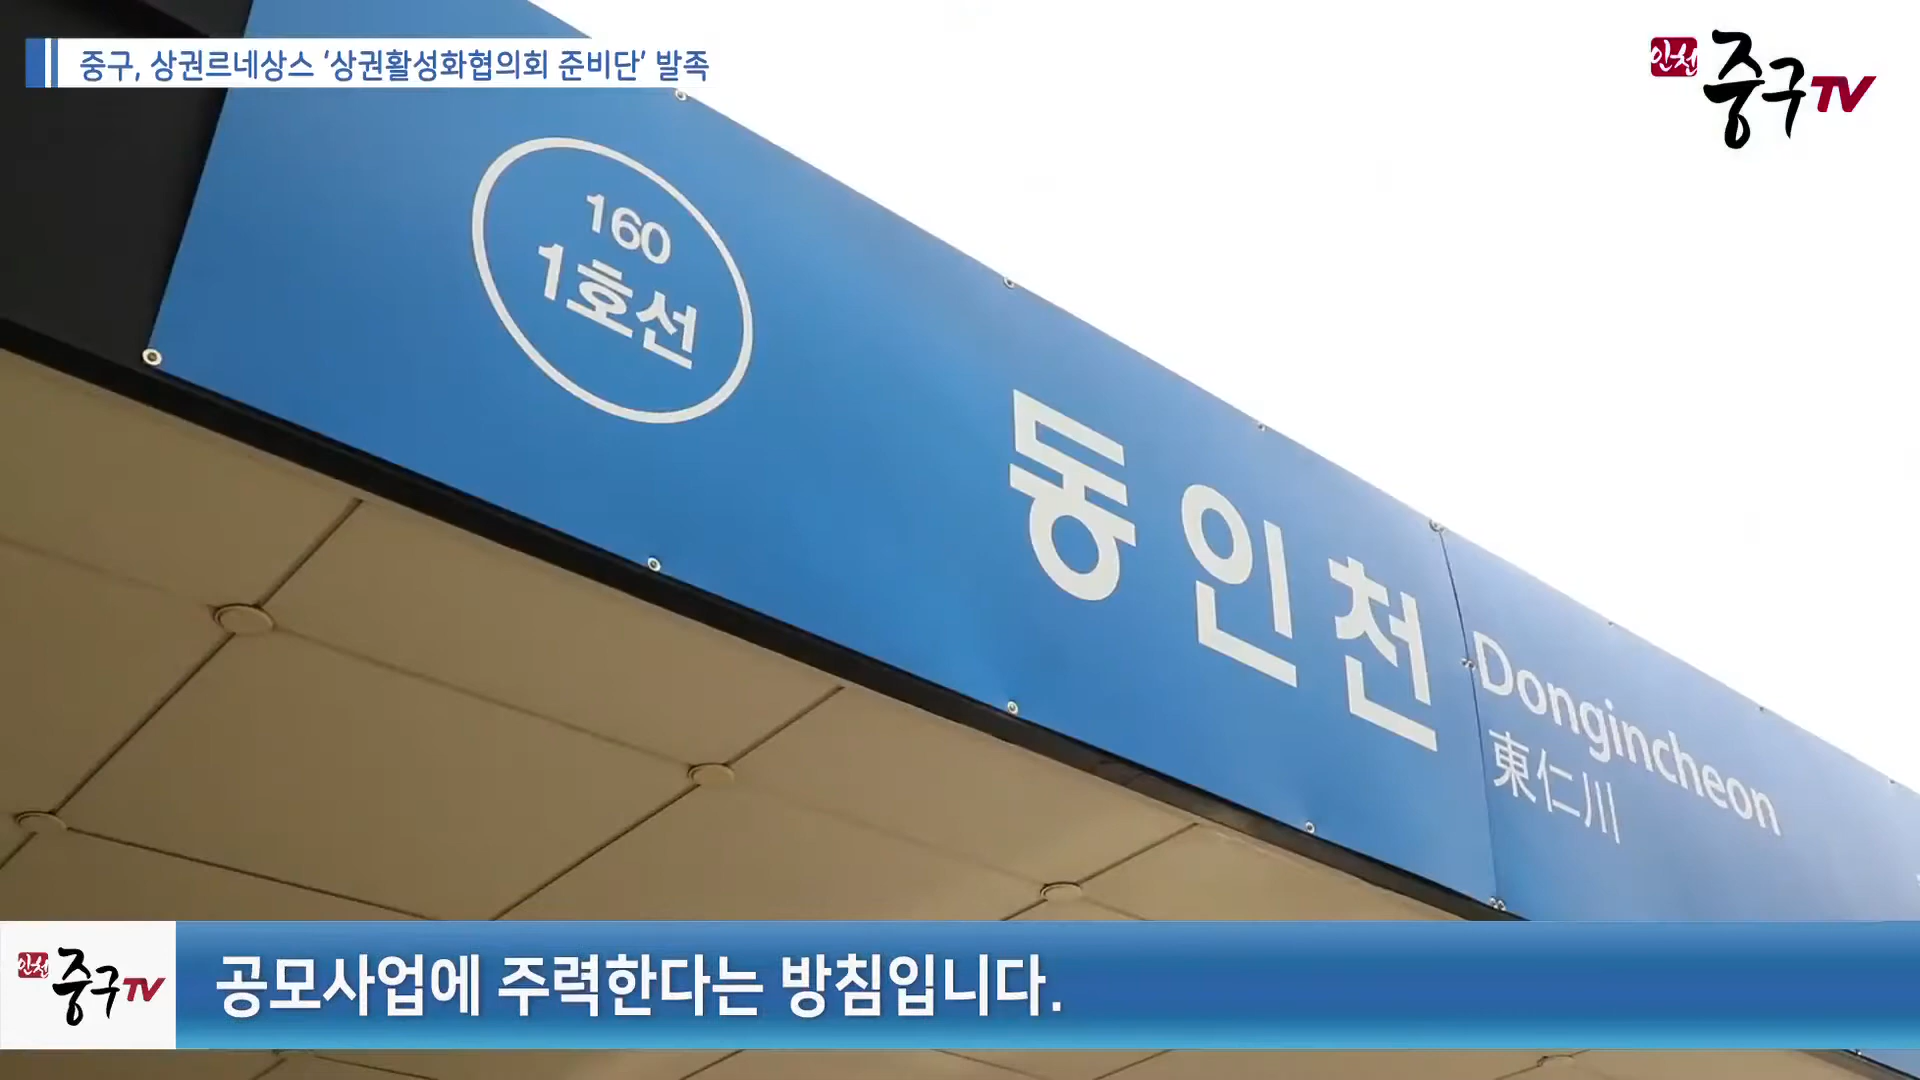 중구, 상권르네상스 ‘상권활성화협의회 준비단’ 발족
인천 중구TV
160
1호선
동인천
Dongincheon
東仁川
인천 중구TV
공모사업에 주력한다는 방침입니다.